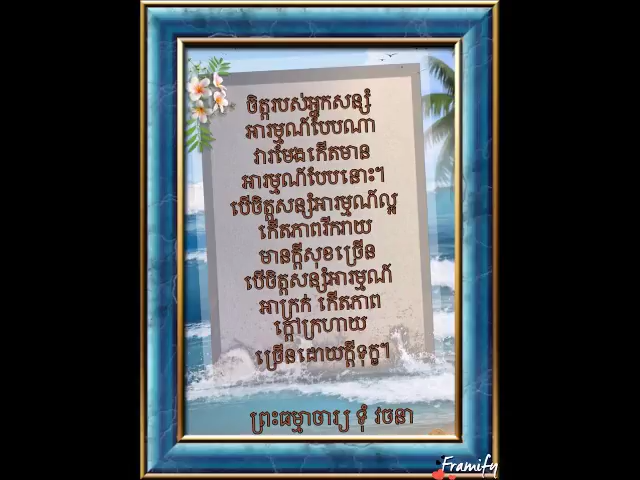 ចិត្តរបស់អ្នកសន្សំ
អារម្មណ៍បែបណា
វារមែងកើតមាន
អារម្មណ៍បែបនោះៗ
បើចិត្តសន្សំអារម្មណ៍ល្អ
កើតភាពរីករាយ
មានក្តីសុខច្រើន
បើចិត្តសន្សំអារម្មណ៍
អាក្រក់ កើតភាព
ក្តៅក្រហាយ
ច្រើនដោយក្តីទុក្ខៗ
ព្រះធម្មាចារ្យ ទុំ វចនា
Framify